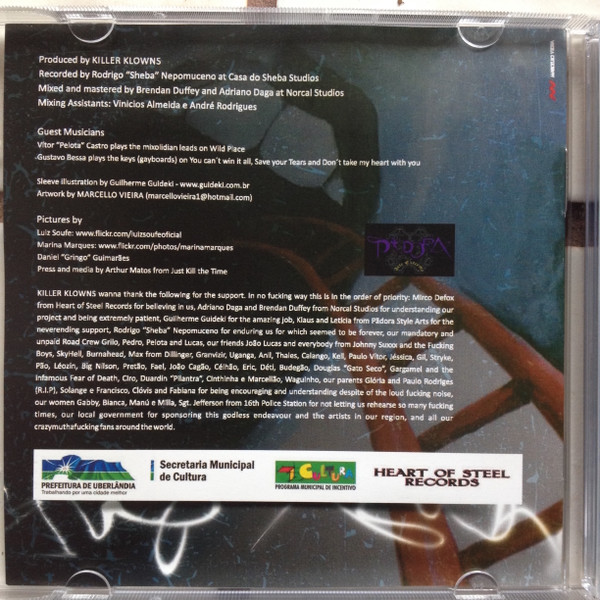 Produced by KILLER KLOWNS
Recorded by Rodrigo "Sheba" Nepomuceno at Casa do Sheba Studios
Mixed and mastered by Brendan Duffey and Adriano Daga at Norcal Studios
Mixing Assistants: Vinicios Almeida e André Rodrigues
Guest Musicians
Vitor "Pelota" Castro plays the mixolidian leads on Wild Place
Gustavo Bessa plays the keys (gayboards) on You can´t win it all, Save your Tears and Don´t take my heart with you
Sleeve illustration by Guilherme Guideki - www.guideki.com.br
Artwork by MARCELLO VIEIRA (marcellovieira1@hotmail.com)
Pictures by
Luiz Soufe: www.flickr.com/luizsoufeoficial
Marina Marques: www.flickr.com/photos/marinamarques
Daniel "Gringo" Guimarães
Press and media by Arthur Matos from Just Kill the Time
KILLER KLOWNS wanna thank the following for the support. In no fucking way this is in the order of priority: Mirco Defox
from Heart of Steel Records for believing in us, Adriano Daga and Brendan Duffey from Norcal Studios for understanding our
project and being extremely patient, Guilherme Guideki for the amazing job, Klaus and Leticia from Pâdora Style Arts for the
neverending support, Rodrigo "Sheba" Nepomuceno for enduring us for which seemed to be forever, our mandatory and
unpaid Road Crew Grilo, Pedro, Pelota and Lucas, our friends João Lucas and everybody from Johnny Suxxx and the Fucking
Boys, SkyHell, Burnahead, Max from Dillinger, Granvizir, Uganga, Anil, Thaies, Calango, Kell, Paulo Vitor, Jéssica, Gil, Stryke,
Pão, Léozin, Big Nilson, Pretão, Fael, João Cagão, Célhão, Eric, Déti, Budegão, Douglas "Gato Seco", Gargamel and the
Infamous Fear of Death, Ciro, Duardin "Pilantra", Cinthinha e Marcellão, Waguinho, our parents Glória and Paulo Rodriges
(R.I.P), Solange e Francisco, Clóvis and Fabiana for being encouraging and understanding despite of the loud fucking noise,
our women Gabby, Bianca, Manú e Milla, Sgt. Jefferson from 16th Police Station for not letting us rehearse so many fucking
times, our local government for sponsoring this godless endeavour and the artists in our region, and all our
crazymuthafucking fans around the world.
PREFEITURA DE UBERLÂNDIA
Trabalhando por uma cidade melhor
Secretaria Municipal
de Cultura
CULTURA
PROGRAMA MUNICIPAL DE INCENTIVO
HEART OF STEEL
RECORDS